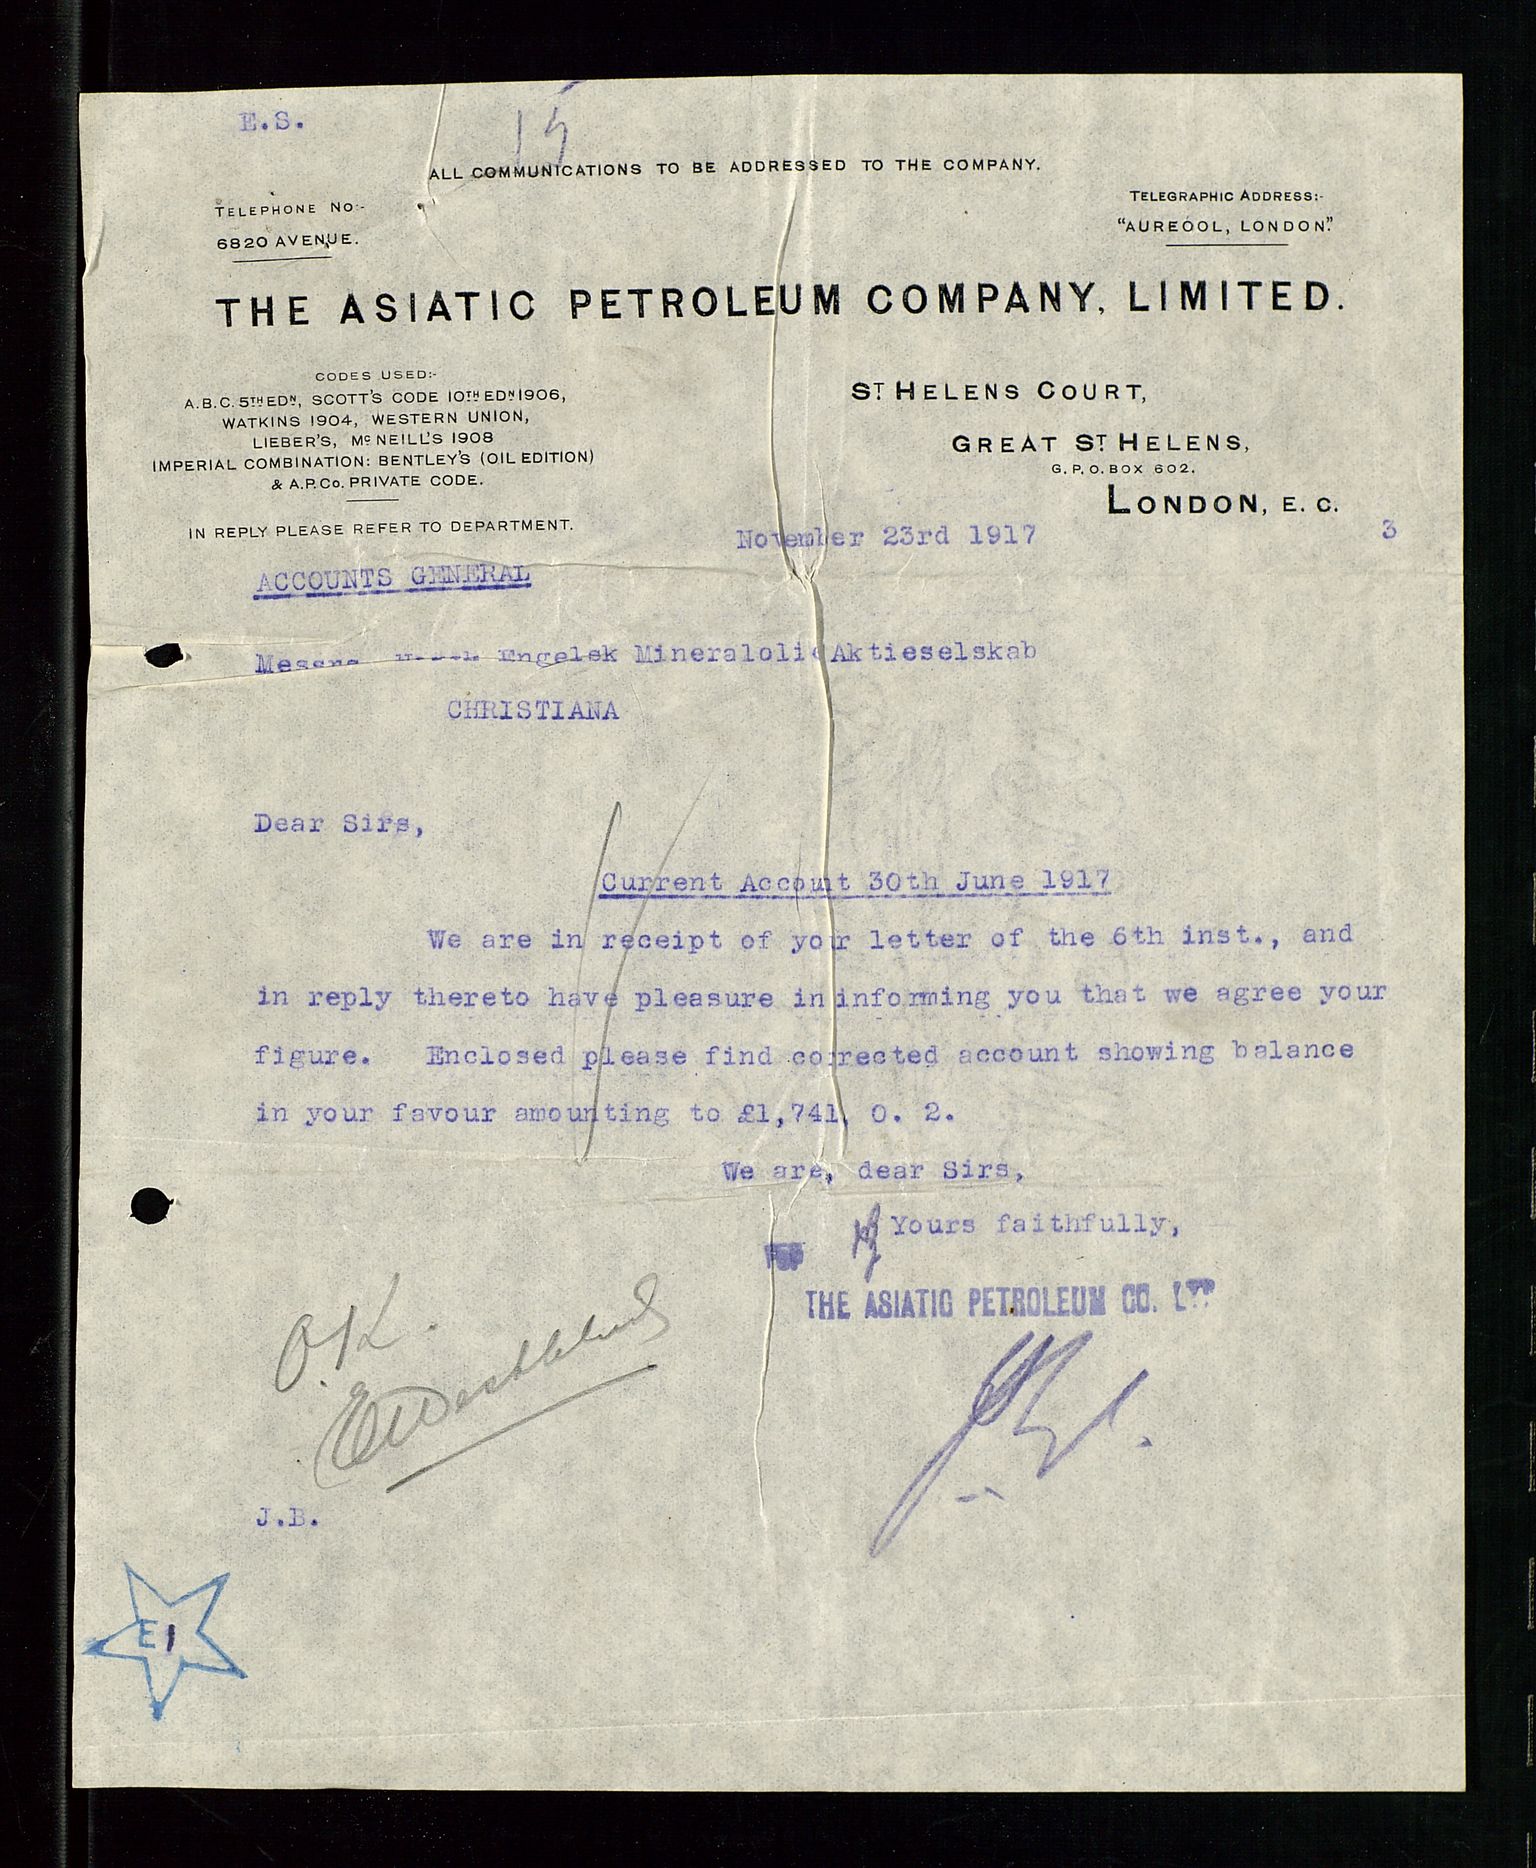 E.S.
15
ALL COMMUNICATIONS TO BE ADDRESSED TO THE COMPANY.
TELEPHONE NO:-
6820 AVENUE.
TELEGRAPHIC ADDRESS:-
"AUREOOL, LONDON".
THE ASIATIC PETROLEUM COMPANY, LIMITED.
CODES USED:-
A.B.C. 5TH EDN, SCOTT'S CODE 10TH EDN 1906,
WATKINS 1904, WESTERN UNION,
LIEBER'S, McNEILL'S 1908
IMPERIAL COMBINATION: BENTLEY'S (OIL EDITION)
& A.P.Co. PRIVATE CODE.
IN REPLY PLEASE REFER TO DEPARTMENT.
ST HELENS COURT,
GREAT ST HELENS,
G.P.O. BOX 602.
LONDON, E. C.
November 23rd 1917
3
ACCOUNTS GENERAL
Messrs. Norsk Engelsk Mineralolie Aktieselskab
CHRISTIANA
Dear Sirs,
Current Account 30th June 1917
We are in receipt of your letter of the 6th inst., and
in reply thereto have pleasure in informing you that we agree your
figure. Enclosed please find corrected account showing balance
in your favour amounting to £1,741. 0. 2.
We are, dear Sirs,
Yours faithfully,
THE ASIATIC PETROLEUM CO. LTD
O.K.
J.B.
E1